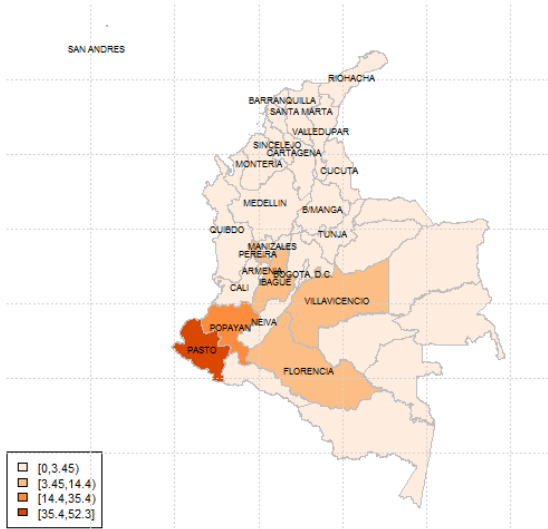 SAN ANDRES
RIOHACHA
BARRANQUILLA
SANTA MARTA
VALLEDUPAR
SINCELEJO
CARTAGENA
MONTERIA
CUCUTA
MEDELLIN
B/MANGA
QUIBDO
TUNJA
MANIZALES
PEREIRA
ARMENIA
BOGOTA, D.C.
IBAGUE
CALI
VILLAVICENCIO
NEIVA
POPAYAN
PASTO
FLORENCIA
[0,3.45)
[3.45,14.4)
[14.4,35.4)
[35.4,52.3]